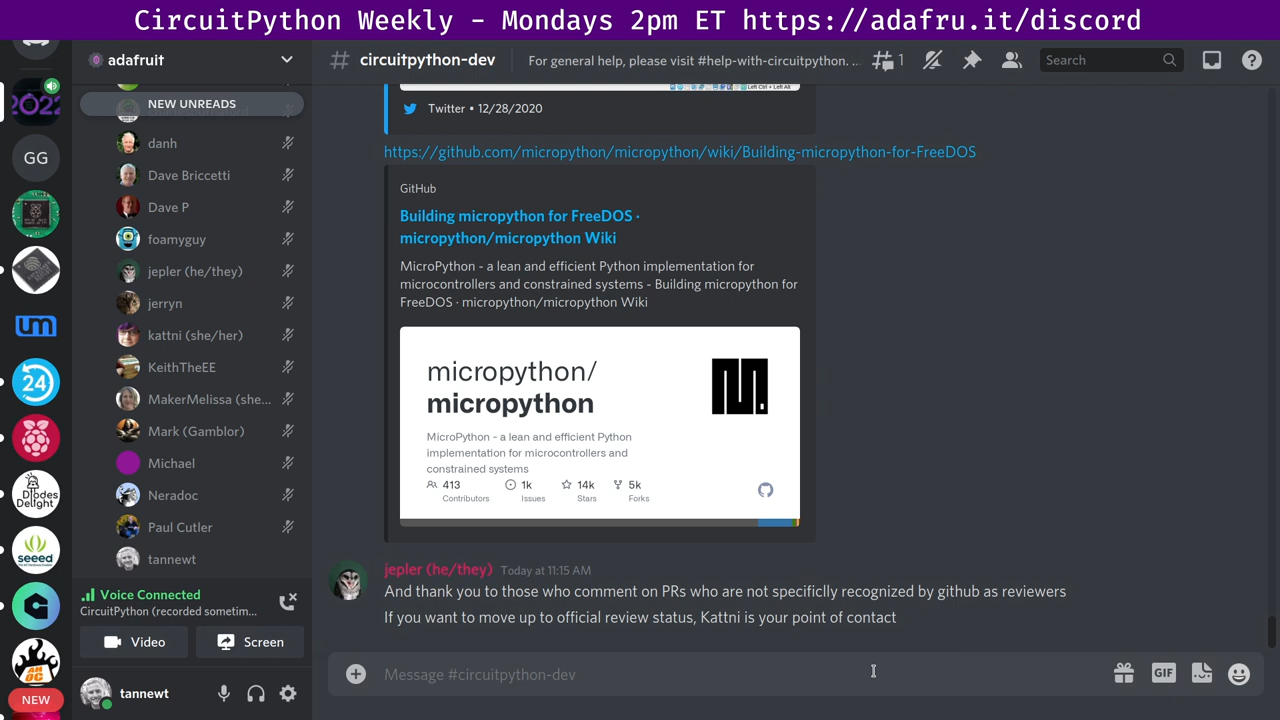 CircuitPython Weekly - Mondays 2pm ET https://adafru.it/discord
adafruit
# circuitpython-dev
For general help, please visit #help-with-circuitpython. ...
1
Search
NEW UNREADS
2022
GG
danh
Dave Briccetti
Dave P
foamyguy
jepler (he/they)
jerryn
kattni (she/her)
KeithTheEE
MakerMelissa (she...
Mark (Gamblor)
Michael
Neradoc
Paul Cutler
tannewt
um
24
Diodes
Delight
seeed
NEW
Voice Connected
CircuitPython (recorded sometim...
Video
Screen
tannewt
Twitter • 12/28/2020
https://github.com/micropython/micropython/wiki/Building-micropython-for-FreeDOS
GitHub
Building micropython for FreeDOS ·
micropython/micropython Wiki
MicroPython - a lean and efficient Python implementation for
microcontrollers and constrained systems - Building micropython for
FreeDOS · micropython/micropython Wiki
micropython/
micropython
MicroPython - a lean and efficient Python
implementation for microcontrollers and
constrained systems
413 1k 14k 5k
Contributors Issues Stars Forks
jepler (he/they) Today at 11:15 AM
And thank you to those who comment on PRs who are not specificlly recognized by github as reviewers
If you want to move up to official review status, Kattni is your point of contact
Message #circuitpython-dev
GIF